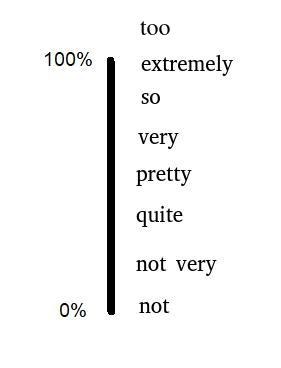 too
100% extremely
so
very
pretty
quite
not very
0% not